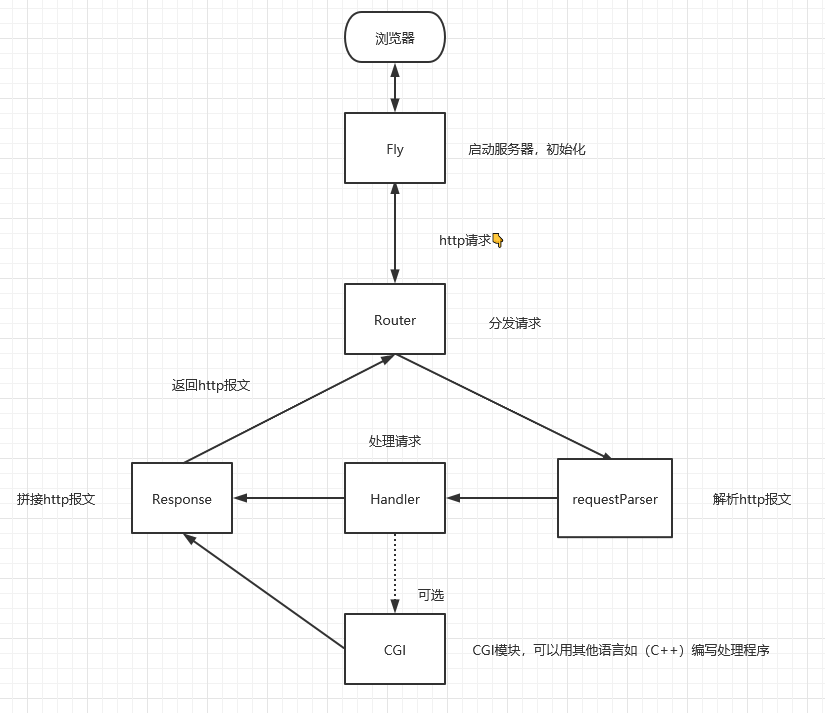 浏览器
Fly
启动服务器，初始化
http请求👇
Router
分发请求
返回http报文
处理请求
拼接http报文
Response
Handler
requestParser
解析http报文
可选
CGI
CGI模块，可以用其他语言如（C++）编写处理程序